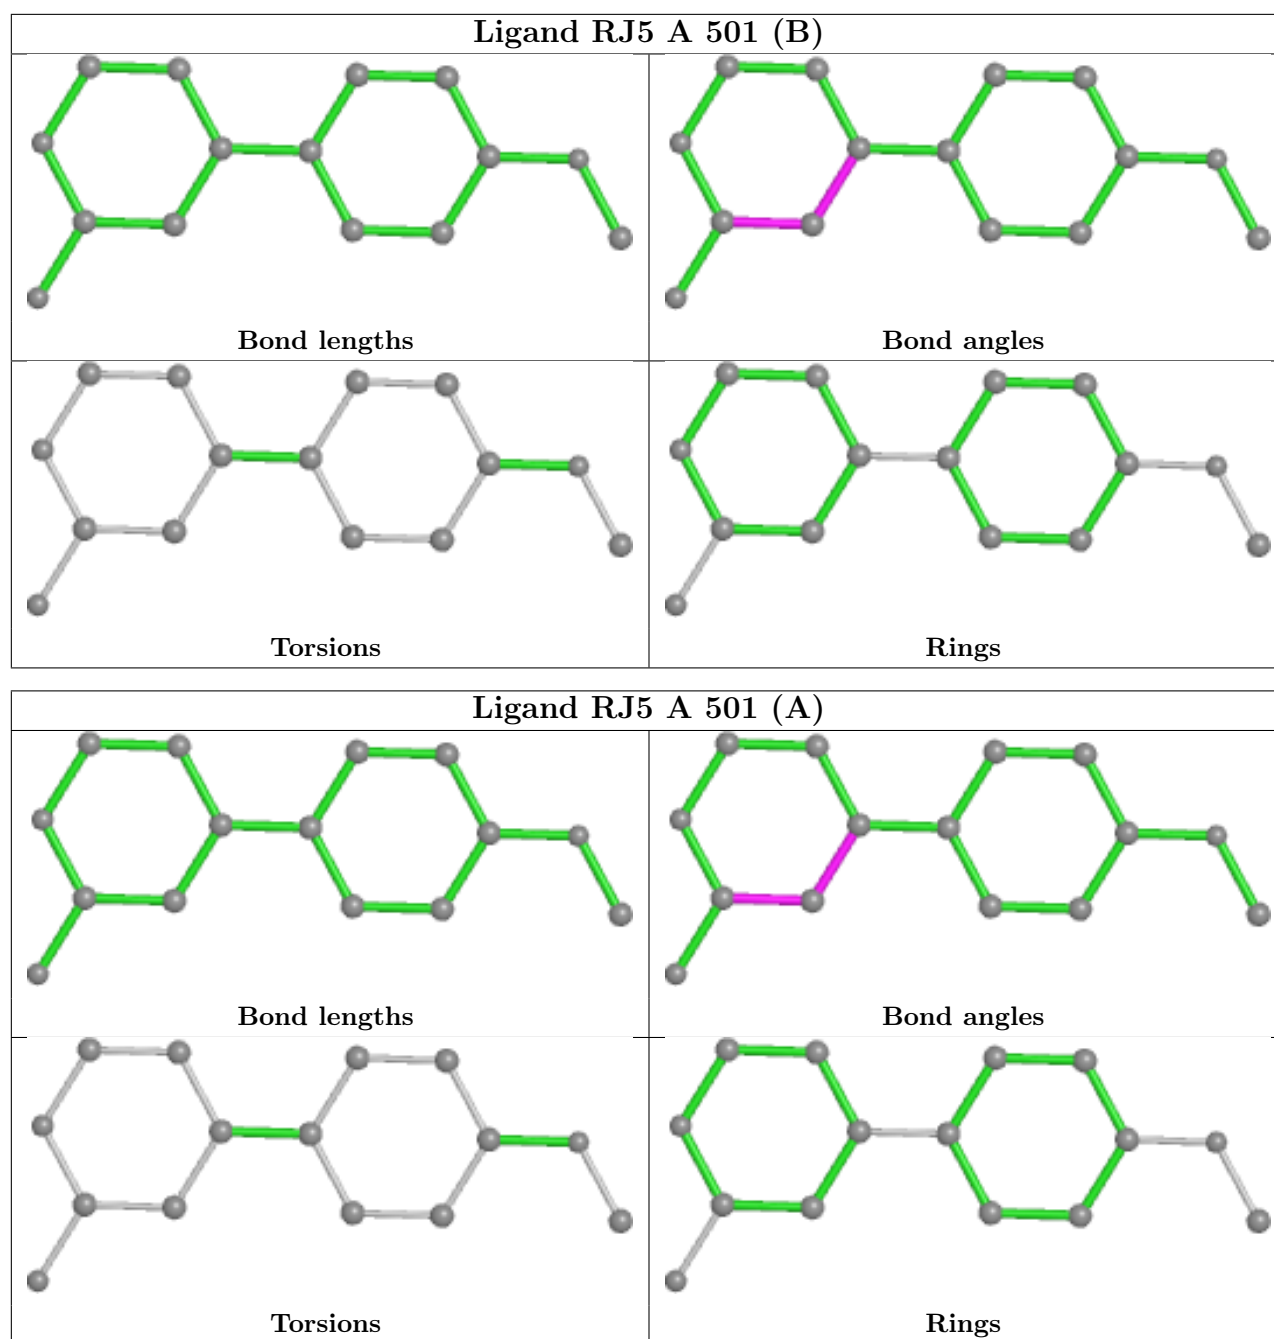 Ligand RJ5 A 501 (B)
Bond lengths
Bond angles
Torsions
Rings
Ligand RJ5 A 501 (A)
Bond lengths
Bond angles
Torsions
Rings